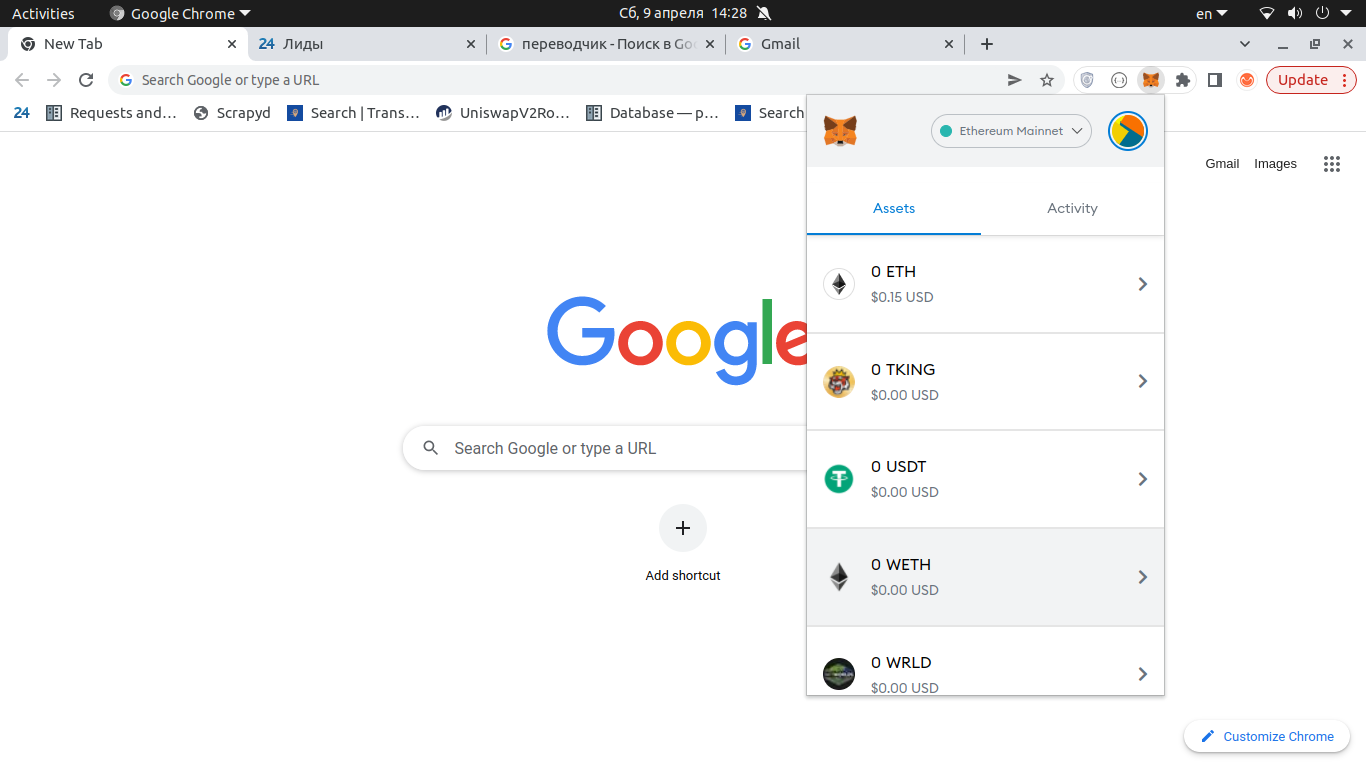 Activities
Google Chrome
Сб, 9 апреля 14:28
en
New Tab
24 Лиды
переводчик - Поиск в Goo
Gmail
Search Google or type a URL
Update
24
Requests and...
Scrapyd
Search | Trans...
UniswapV2Ro...
Database — p...
Search
Ethereum Mainnet
Gmail
Images
Assets
Activity
0 ETH
$0.15 USD
Google
0 TKING
$0.00 USD
Search Google or type a URL
0 USDT
$0.00 USD
Add shortcut
0 WETH
$0.00 USD
0 WRLD
$0.00 USD
Customize Chrome